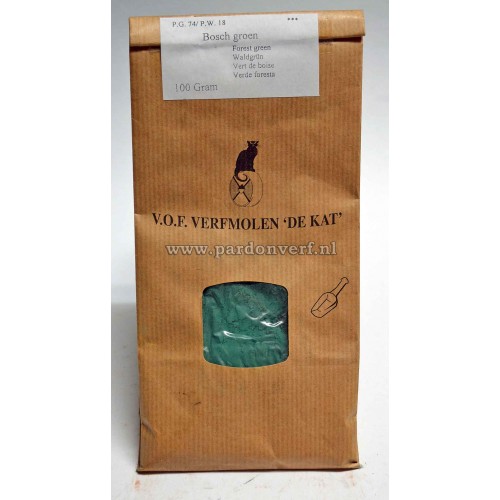 P.G. 74/ P.W. 18 ***
Bosch groen
Forest green
Waldgrün
Vert de boise
Verde foresta
100 Gram
V.O.F. VERFMOLEN 'DE KAT'
www.pardonverf.nl